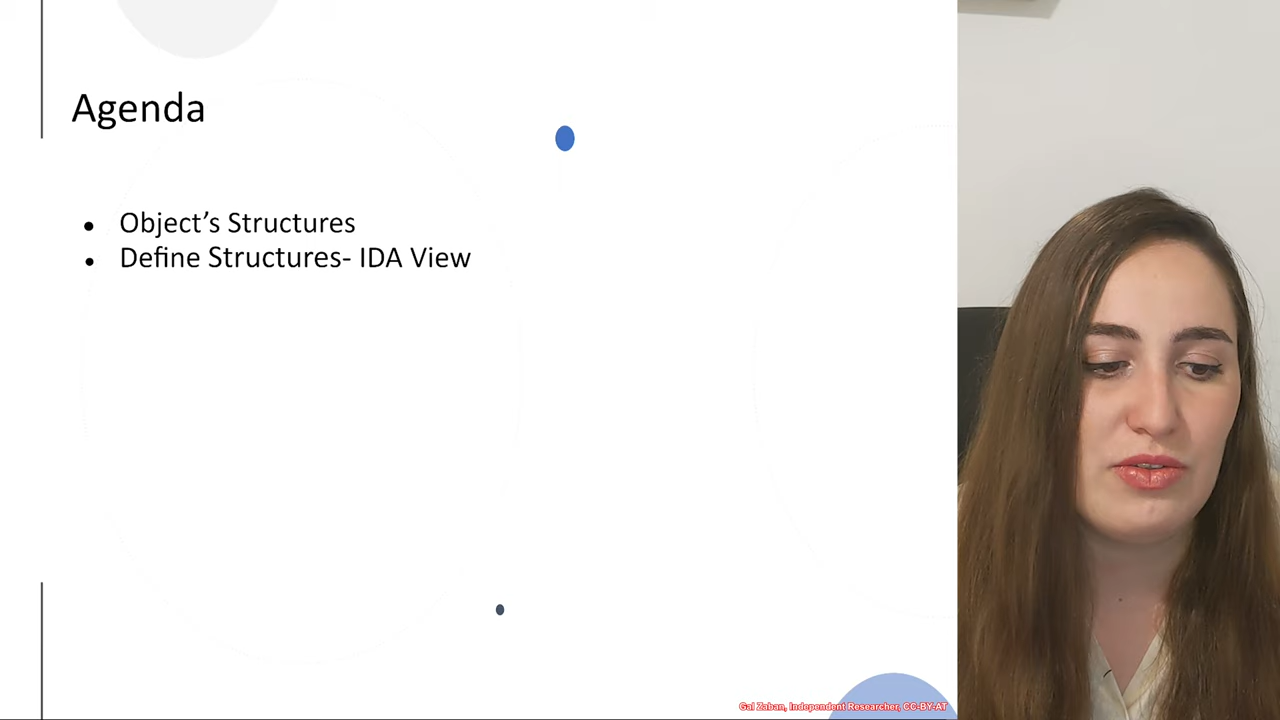 Agenda
• Object’s Structures
• Define Structures- IDA View
Gal Zaban, Independent Researcher, CC-BY-AT